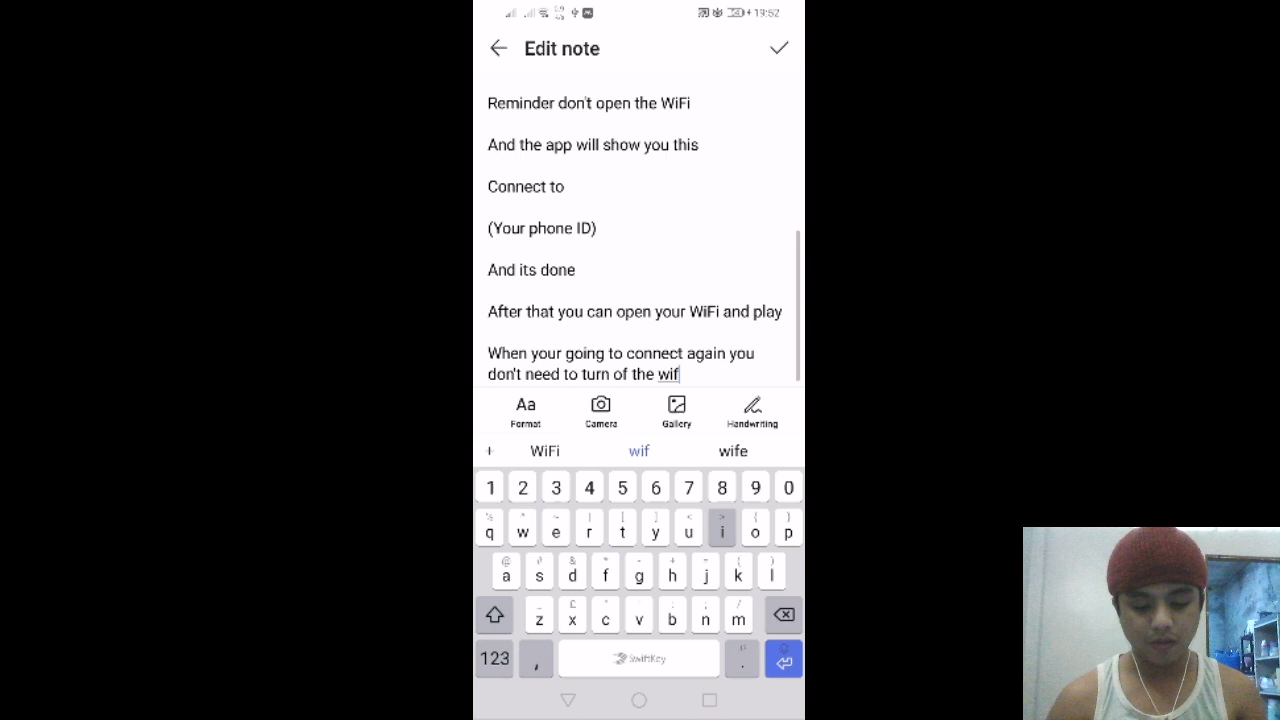 19:52
Edit note
Reminder don't open the WiFi
And the app will show you this
Connect to
(Your phone ID)
And its done
After that you can open your WiFi and play
When your going to connect again you
don't need to turn of the wif
Aa
Format Camera Gallery Handwriting
+ WiFi wif wife
1 2 3 4 5 6 7 8 9 0
q w e r t y u i o p
a s d f g h j k l
z x c v b n m
123 , SwiftKey .